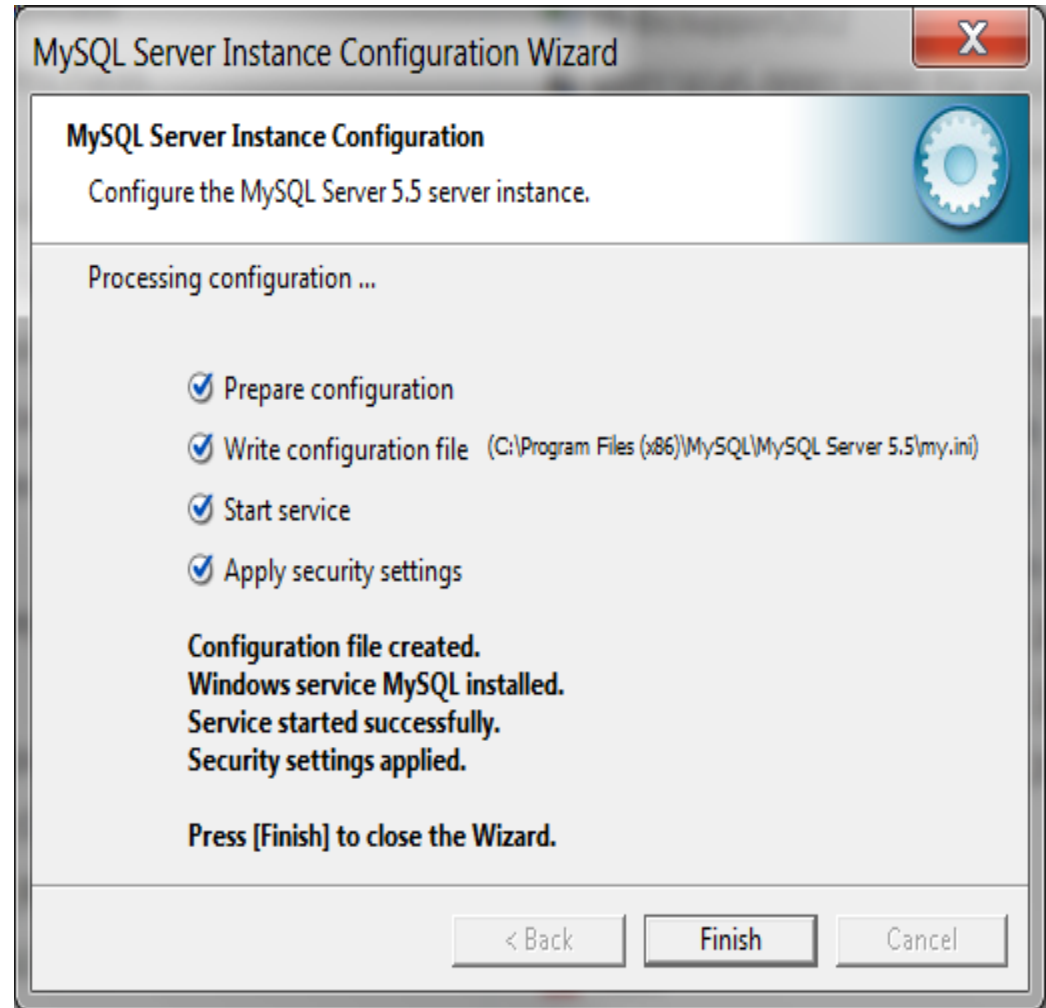 MySQL Server Instance Configuration Wizard
X
MySQL Server Instance Configuration
Configure the MySQL Server 5.5 server instance.
Processing configuration ...
Prepare configuration
Write configuration file (C:\Program Files (x86)\MySQL\MySQL Server 5.5\my.ini)
Start service
Apply security settings
Configuration file created.
Windows service MySQL installed.
Service started successfully.
Security settings applied.
Press [Finish] to close the Wizard.
< Back Finish Cancel